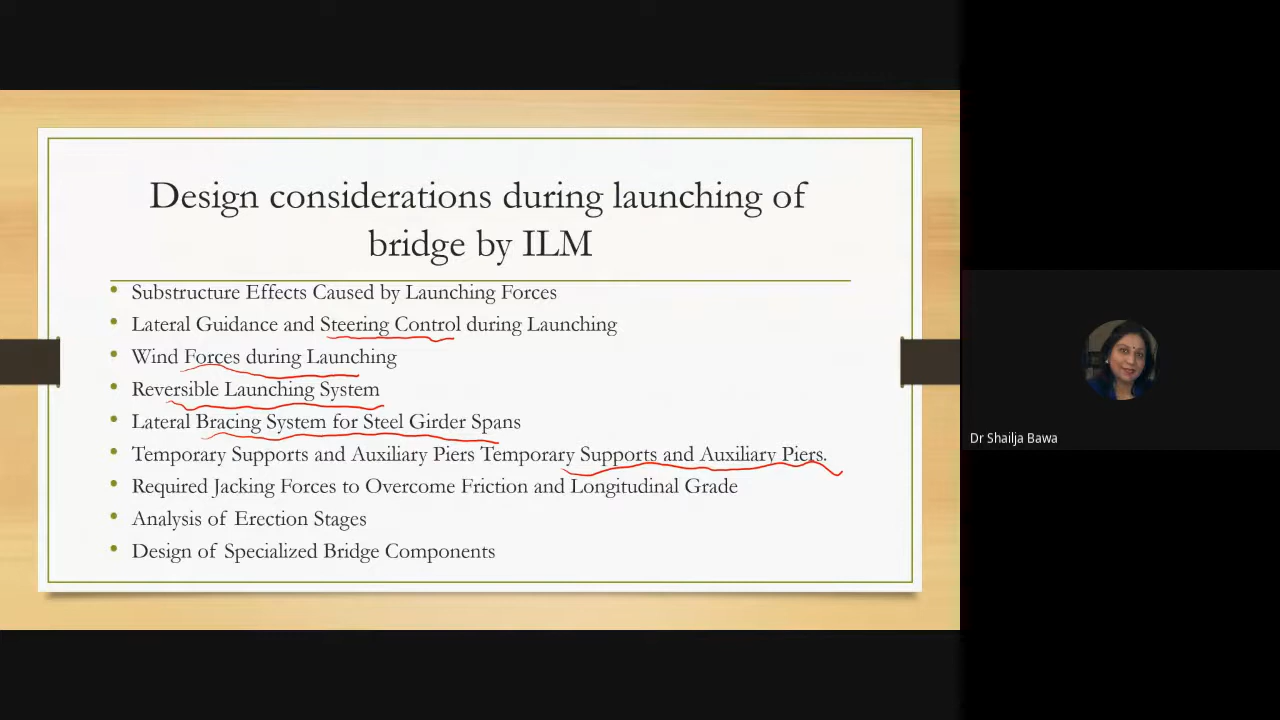 Design considerations during launching of
bridge by ILM
• Substructure Effects Caused by Launching Forces
• Lateral Guidance and Steering Control during Launching
• Wind Forces during Launching
• Reversible Launching System
• Lateral Bracing System for Steel Girder Spans
• Temporary Supports and Auxiliary Piers Temporary Supports and Auxiliary Piers.
• Required Jacking Forces to Overcome Friction and Longitudinal Grade
• Analysis of Erection Stages
• Design of Specialized Bridge Components
Dr Shailja Bawa